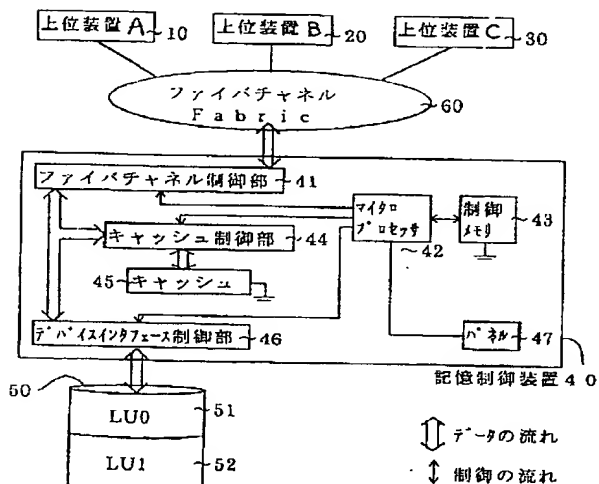 上位装置A 10
上位装置B 20
上位装置C 30
ファイバチャネル
Fabric
60
ファイバチャネル制御部 41
マイクロ
プロセッサ
42
制御
メモリ
43
キャッシュ制御部 44
45 キャッシュ
デバイスインタフェース制御部 46
パネル 47
記憶制御装置40
50
LU0 51
LU1 52
データの流れ
制御の流れ